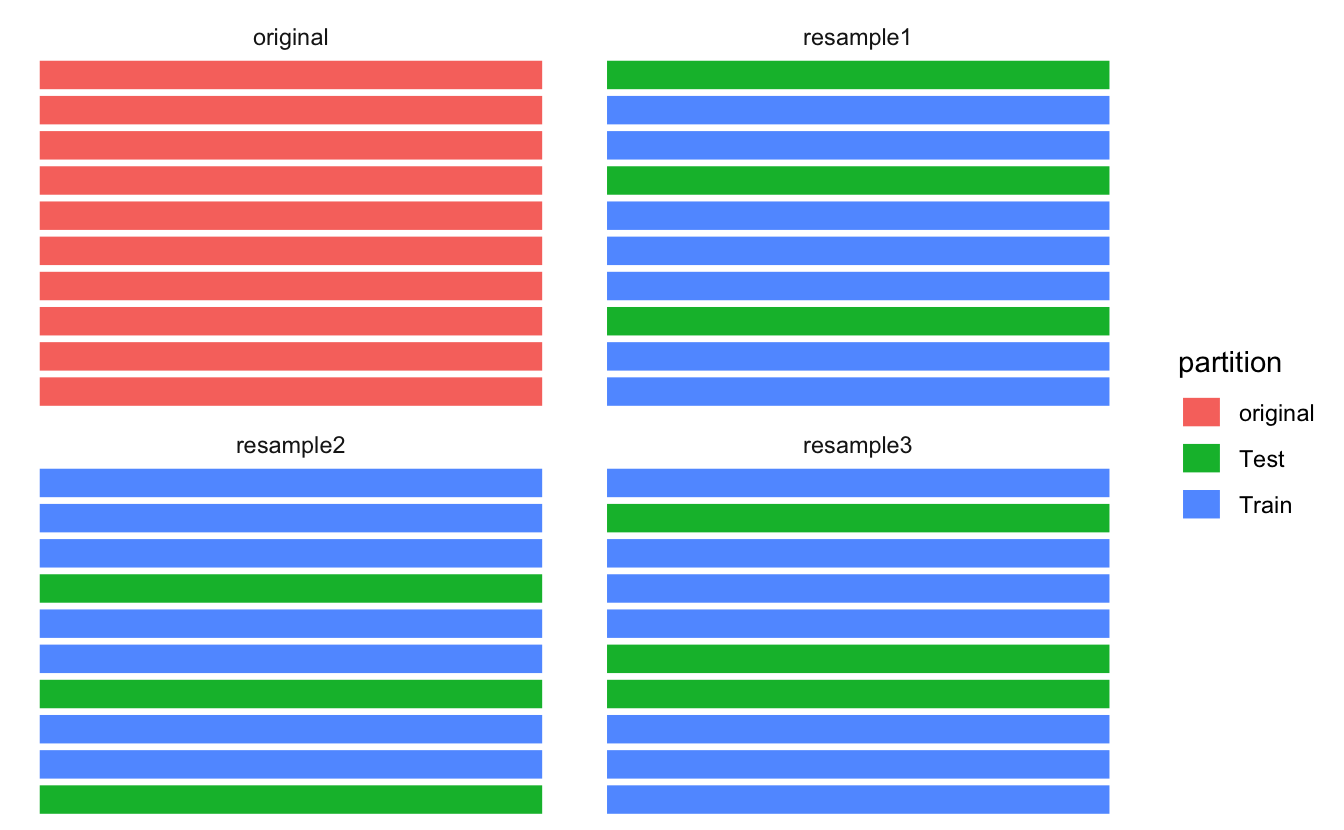 original
resample1
resample2
resample3
partition
original
Test
Train